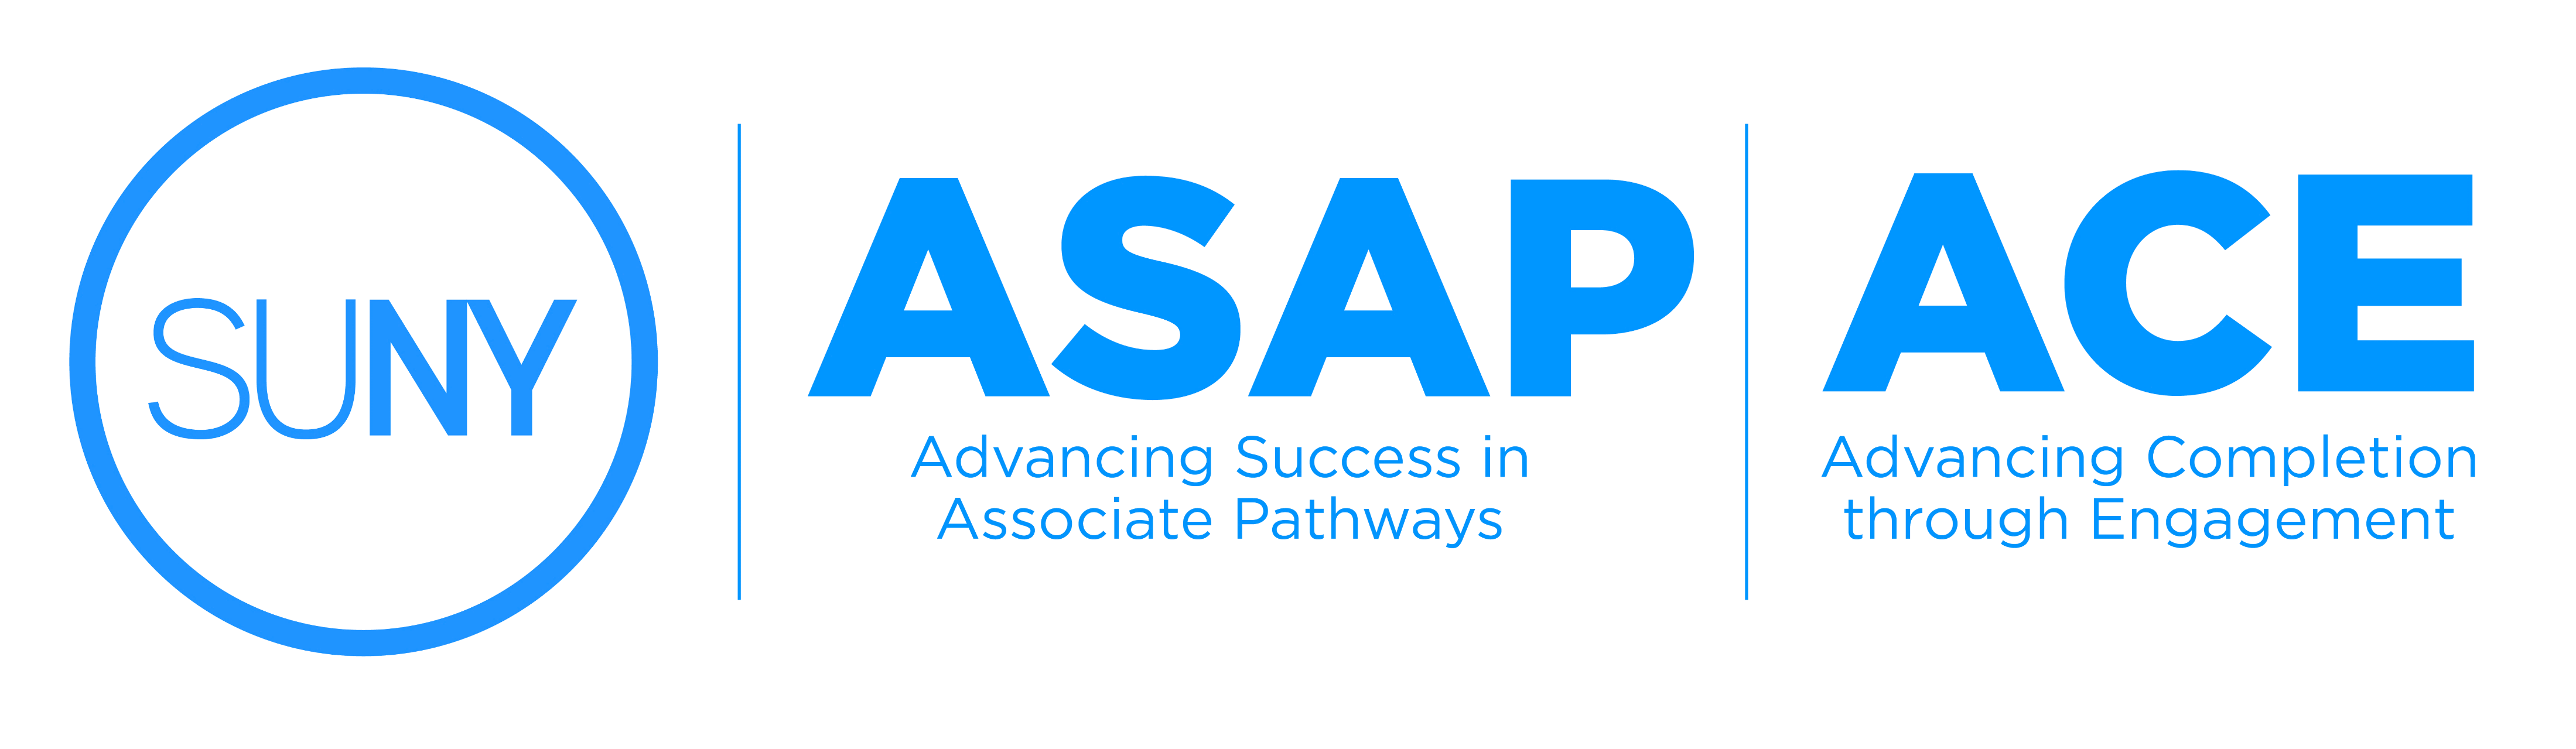 SUNY
ASAP
Advancing Success in
Associate Pathways
ACE
Advancing Completion
through Engagement